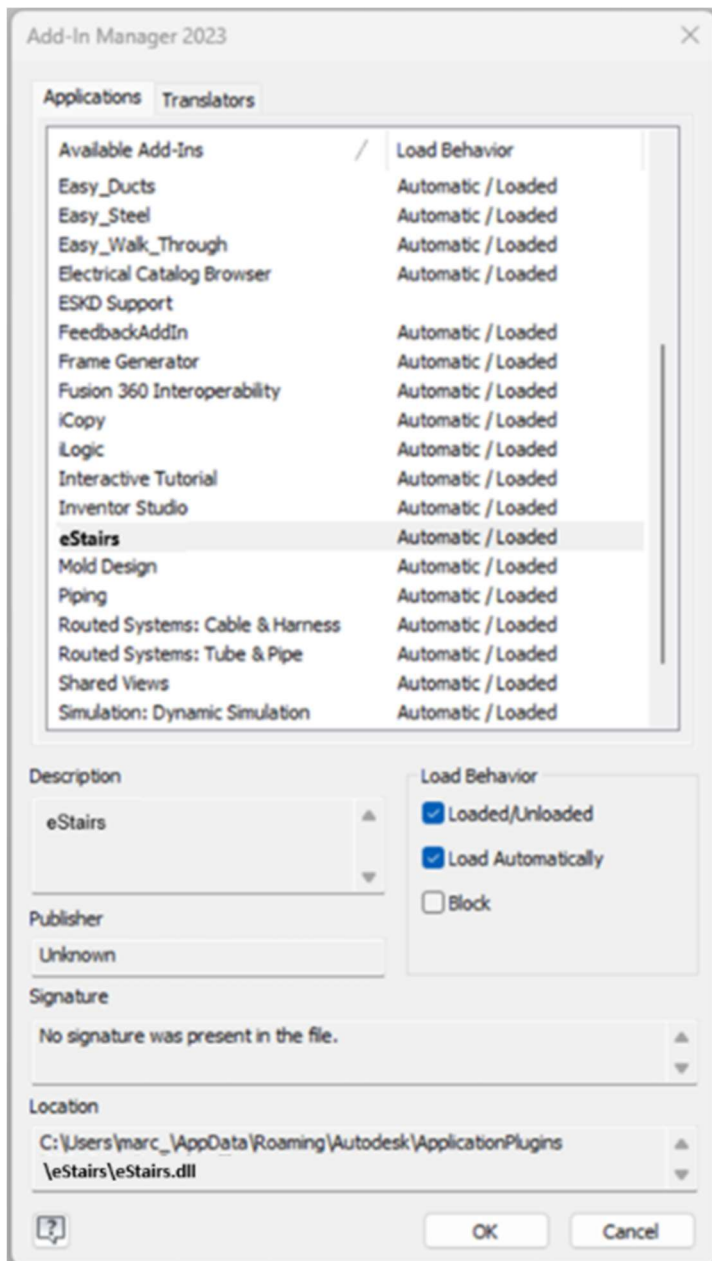 Add-In Manager 2023
Applications Translators
Available Add-Ins Load Behavior
Easy_Ducts Automatic / Loaded
Easy_Steel Automatic / Loaded
Easy_Walk_Through Automatic / Loaded
Electrical Catalog Browser Automatic / Loaded
ESKD Support
FeedbackAddIn Automatic / Loaded
Frame Generator Automatic / Loaded
Fusion 360 Interoperability Automatic / Loaded
iCopy Automatic / Loaded
iLogic Automatic / Loaded
Interactive Tutorial Automatic / Loaded
Inventor Studio Automatic / Loaded
eStairs Automatic / Loaded
Mold Design Automatic / Loaded
Piping Automatic / Loaded
Routed Systems: Cable & Harness Automatic / Loaded
Routed Systems: Tube & Pipe Automatic / Loaded
Shared Views Automatic / Loaded
Simulation: Dynamic Simulation Automatic / Loaded
Description
eStairs
Load Behavior
Loaded/Unloaded
Load Automatically
Block
Publisher
Unknown
Signature
No signature was present in the file.
Location
C:\Users\marc_\AppData\Roaming\Autodesk\ApplicationPlugins
\eStairs\eStairs.dll
?
OK Cancel